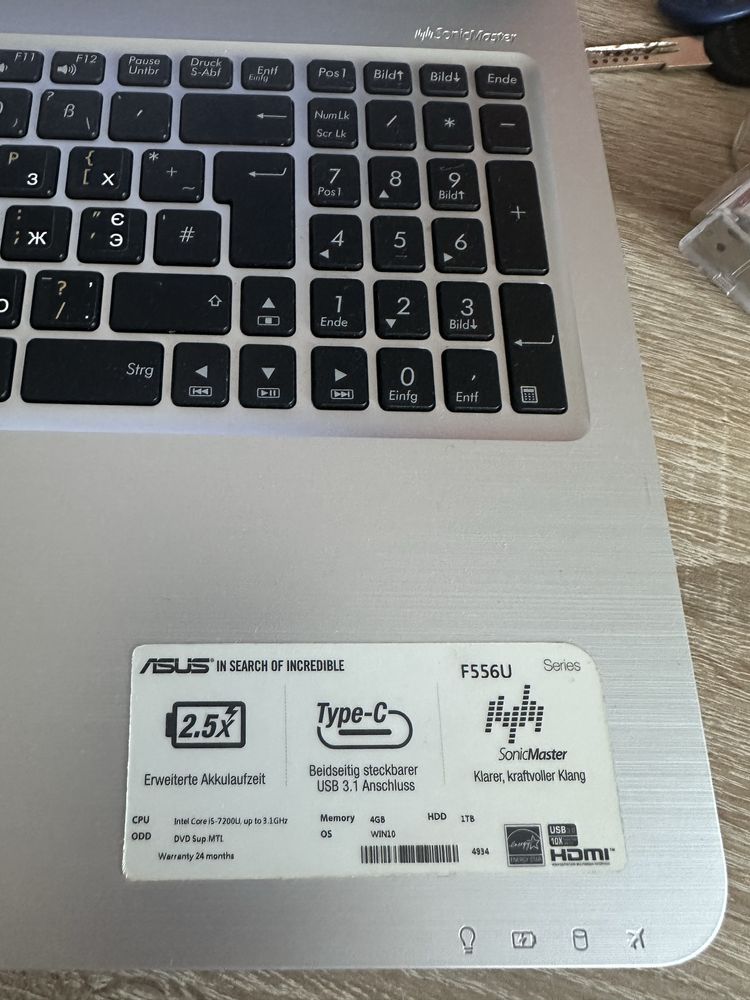 SonicMaster
F11 F12 Pause Untbr Druck S-Abf Entf Einfg Pos1 Bild↑ Bild↓ Ende
? ß \ ´ ← Num Lk Scr Lk / * −
P З { [ Х * + ~ 7 Pos1 8 ▲ 9 Bild↑ +
: ; Ж " ' Є Э # 4 ◀ 5 6 ▶
? / ' . ⇧ ▲ 1 Ende 2 ▼ 3 Bild↓
Strg ◀ ▼ ▶ 0 Einfg , Entf
ASUS IN SEARCH OF INCREDIBLE F556U Series
2.5x Type-C SonicMaster
Erweiterte Akkulaufzeit Beidseitig steckbarer USB 3.1 Anschluss Klarer, kraftvoller Klang
CPU Intel Core i5-7200U, up to 3.1GHz Memory 4GB HDD 1TB
ODD DVD Sup.MTL OS WIN10
Warranty 24 months 4934 ENERGY STAR USB 10X HDMI